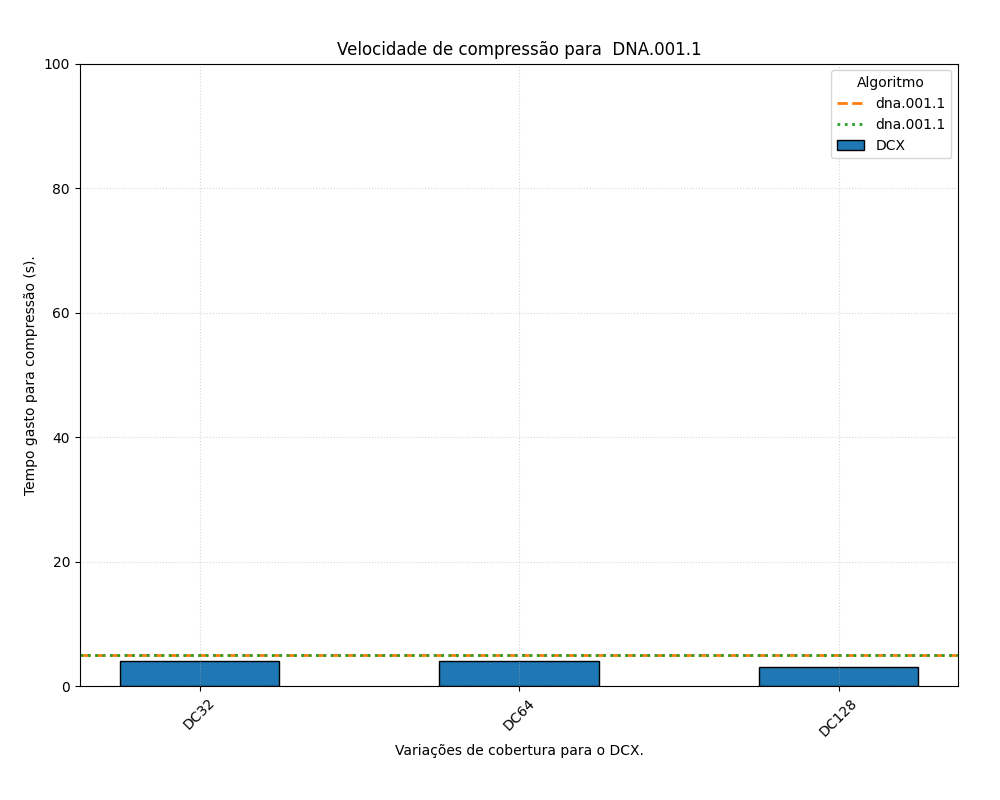 Velocidade de compressão para  DNA.001.1
Tempo gasto para compressão (s).
100
80
60
40
20
0
Algoritmo
dna.001.1
dna.001.1
DCX
DC32
DC64
DC128
Variações de cobertura para o DCX.